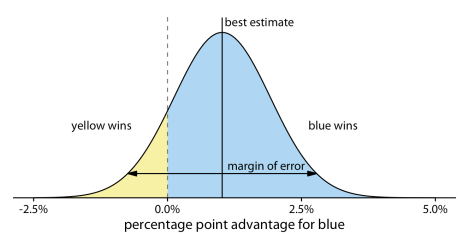 best estimate
yellow wins
blue wins
margin of error
-2.5%
0.0%
2.5%
5.0%
percentage point advantage for blue